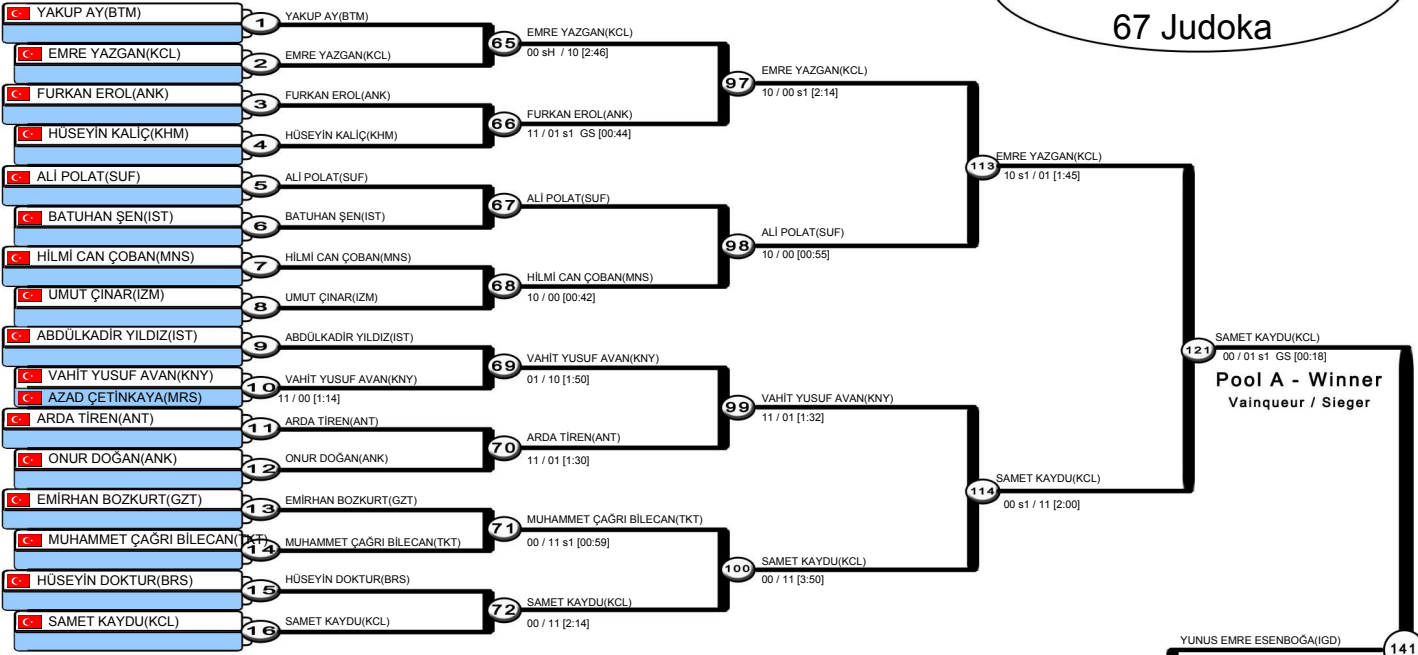 67 Judoka
YAKUP AY(BTM)
EMRE YAZGAN(KCL)
FURKAN EROL(ANK)
HÜSEYİN KALİÇ(KHM)
ALİ POLAT(SUF)
BATUHAN ŞEN(IST)
HİLMİ CAN ÇOBAN(MNS)
UMUT ÇINAR(IZM)
ABDÜLKADİR YILDIZ(IST)
VAHİT YUSUF AVAN(KNY)
AZAD ÇETİNKAYA(MRS)
ARDA TİREN(ANT)
ONUR DOĞAN(ANK)
EMİRHAN BOZKURT(GZT)
MUHAMMET ÇAĞRI BİLECAN(TKT)
HÜSEYİN DOKTUR(BRS)
SAMET KAYDU(KCL)
1 YAKUP AY(BTM)
2 EMRE YAZGAN(KCL)
3 FURKAN EROL(ANK)
4 HÜSEYİN KALİÇ(KHM)
5 ALİ POLAT(SUF)
6 BATUHAN ŞEN(IST)
7 HİLMİ CAN ÇOBAN(MNS)
8 UMUT ÇINAR(IZM)
9 ABDÜLKADİR YILDIZ(IST)
10 VAHİT YUSUF AVAN(KNY)
11 / 00 [1:14]
11 ARDA TİREN(ANT)
12 ONUR DOĞAN(ANK)
13 EMİRHAN BOZKURT(GZT)
14 MUHAMMET ÇAĞRI BİLECAN(TKT)
15 HÜSEYİN DOKTUR(BRS)
16 SAMET KAYDU(KCL)
65 EMRE YAZGAN(KCL)
00 sH / 10 [2:46]
66 FURKAN EROL(ANK)
11 / 01 s1 GS [00:44]
67 ALİ POLAT(SUF)
68 HİLMİ CAN ÇOBAN(MNS)
10 / 00 [00:42]
69 VAHİT YUSUF AVAN(KNY)
01 / 10 [1:50]
70 ARDA TİREN(ANT)
11 / 01 [1:30]
71 MUHAMMET ÇAĞRI BİLECAN(TKT)
00 / 11 s1 [00:59]
72 SAMET KAYDU(KCL)
00 / 11 [2:14]
97 EMRE YAZGAN(KCL)
10 / 00 s1 [2:14]
98 ALİ POLAT(SUF)
10 / 00 [00:55]
99 VAHİT YUSUF AVAN(KNY)
11 / 01 [1:32]
100 SAMET KAYDU(KCL)
00 / 11 [3:50]
113 EMRE YAZGAN(KCL)
10 s1 / 01 [1:45]
114 SAMET KAYDU(KCL)
00 s1 / 11 [2:00]
121 SAMET KAYDU(KCL)
00 / 01 s1 GS [00:18]
Pool A - Winner
Vainqueur / Sieger
YUNUS EMRE ESENBOĞA(IGD)
141